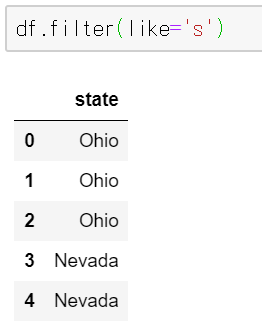 df.filter(like='s')
state
0 Ohio
1 Ohio
2 Ohio
3 Nevada
4 Nevada